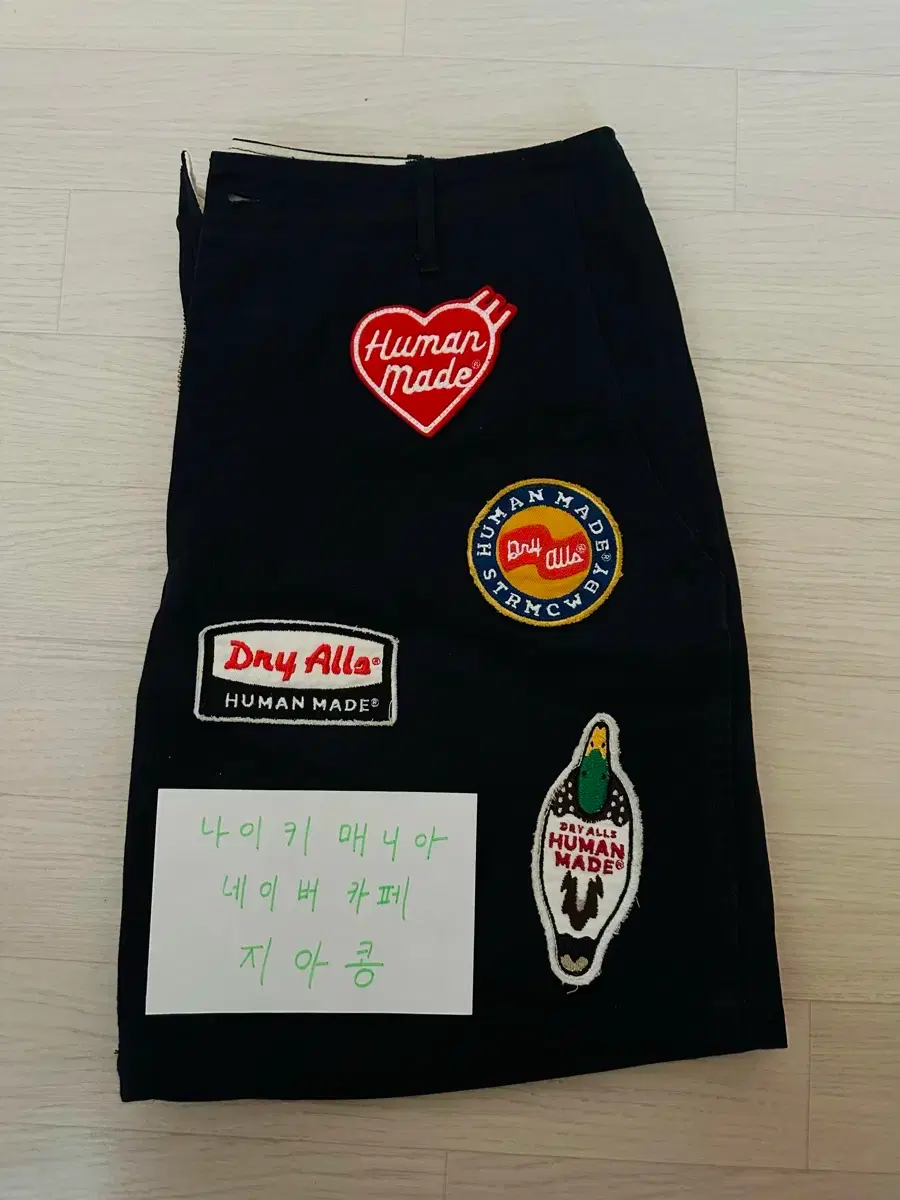 Human
Made®
HUMAN MADE®
Dry Alls®
STRMCWBY
Dry Alls®
HUMAN MADE®
DRY ALLS
HUMAN
MADE®
나이키 매니아
네이버 카페
지아콩